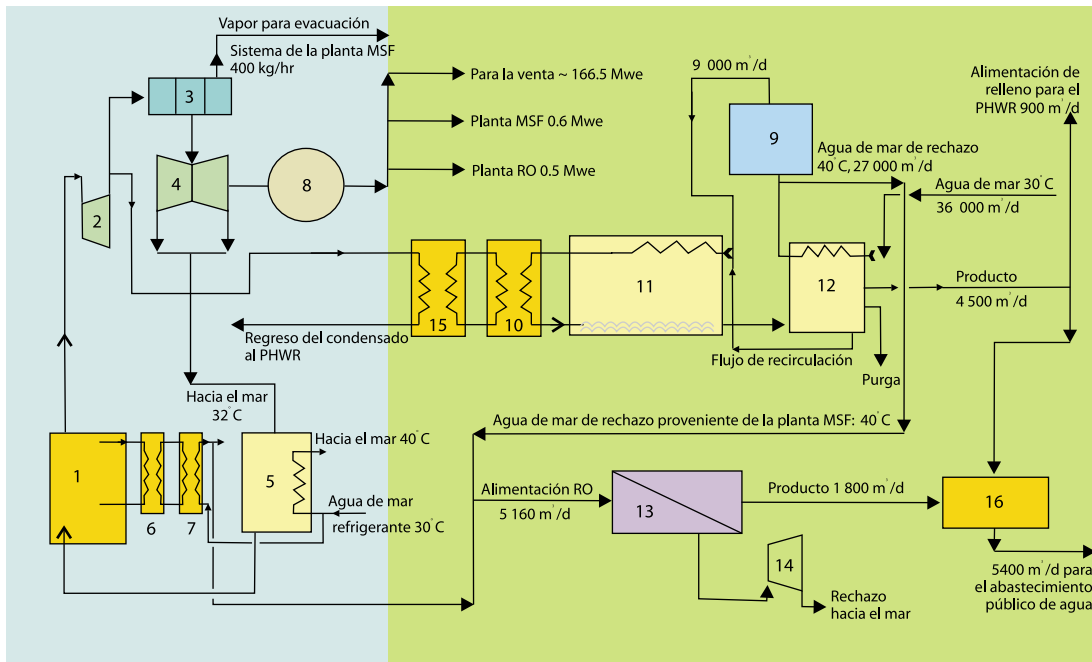 Vapor para evacuación
Sistema de la planta MSF
400 kg/hr
Para la venta ~ 166.5 Mwe
Planta MSF 0.6 Mwe
Planta RO 0.5 Mwe
9 000 m³/d
Alimentación de
relleno para el
PHWR 900 m³/d
Agua de mar de rechazo
40°C, 27 000 m³/d
Agua de mar 30°C
36 000 m³/d
3
4
8
9
2
15
10
11
12
Producto
4 500 m³/d
Regreso del condensado
al PHWR
Flujo de recirculación
Purga
Hacia el mar
32°C
Agua de mar de rechazo proveniente de la planta MSF: 40°C
Hacia el mar 40°C
1
6
7
5
Agua de mar
refrigerante 30°C
Alimentación RO
5 160 m³/d
13
Producto 1 800 m³/d
16
14
Rechazo
hacia el mar
5400 m³/d para
el abastecimiento
público de agua